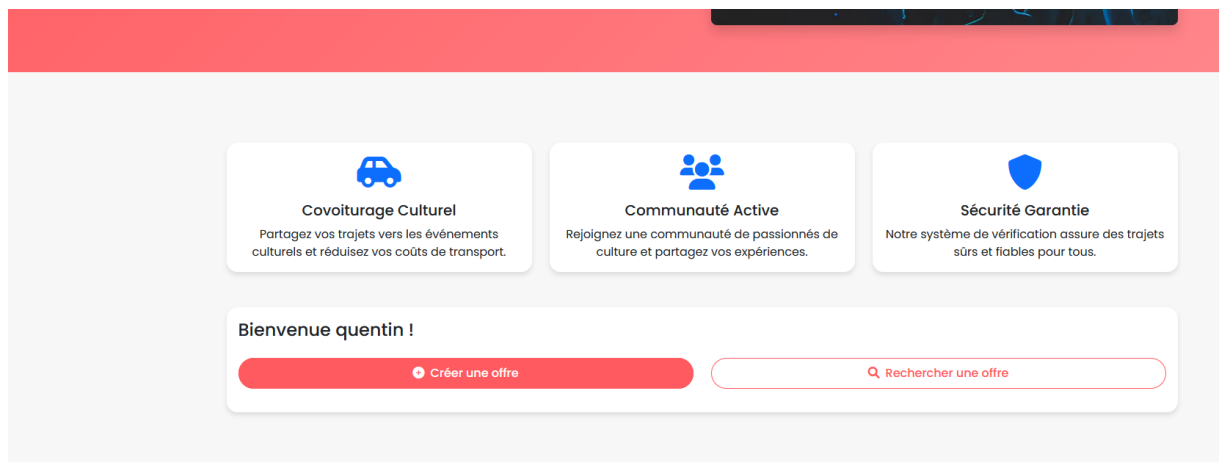 Covoiturage Culturel
Partagez vos trajets vers les événements
culturels et réduisez vos coûts de transport.
Communauté Active
Rejoignez une communauté de passionnés de
culture et partagez vos expériences.
Sécurité Garantie
Notre système de vérification assure des trajets
sûrs et fiables pour tous.
Bienvenue quentin !
Créer une offre
Rechercher une offre